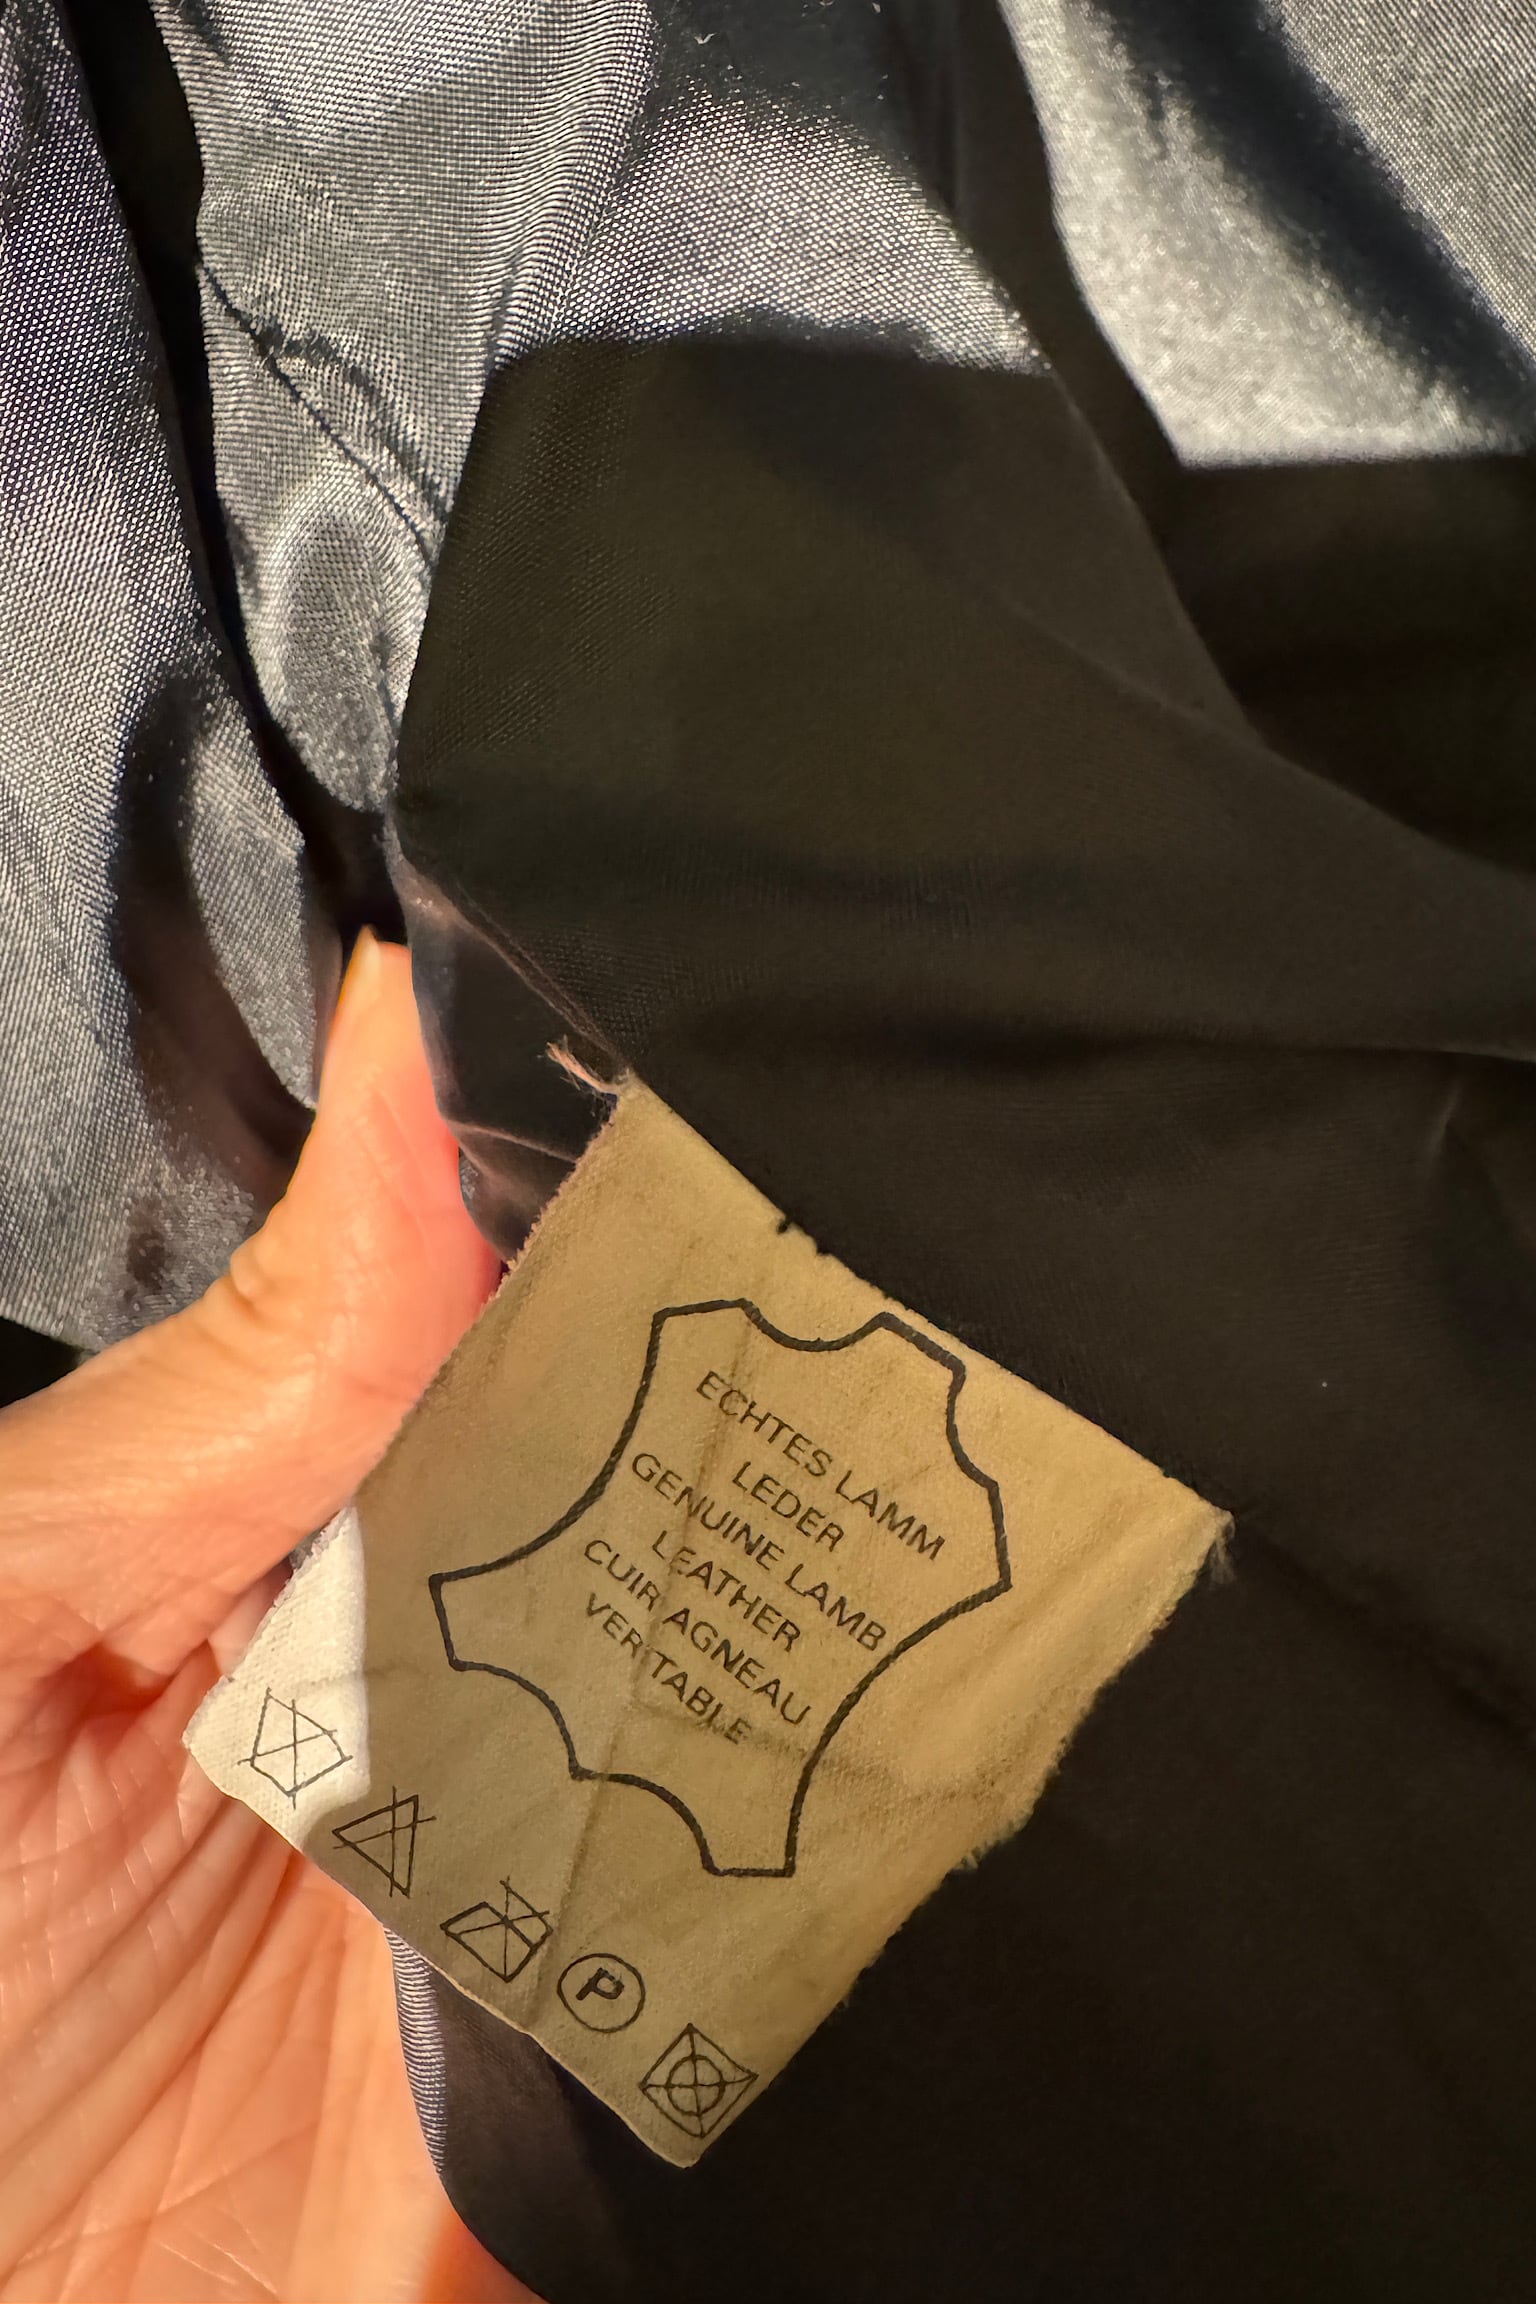 ECHTES LAMM
LEDER
GENUINE LAMB
LEATHER
CUIR AGNEAU
VERITABLE
P